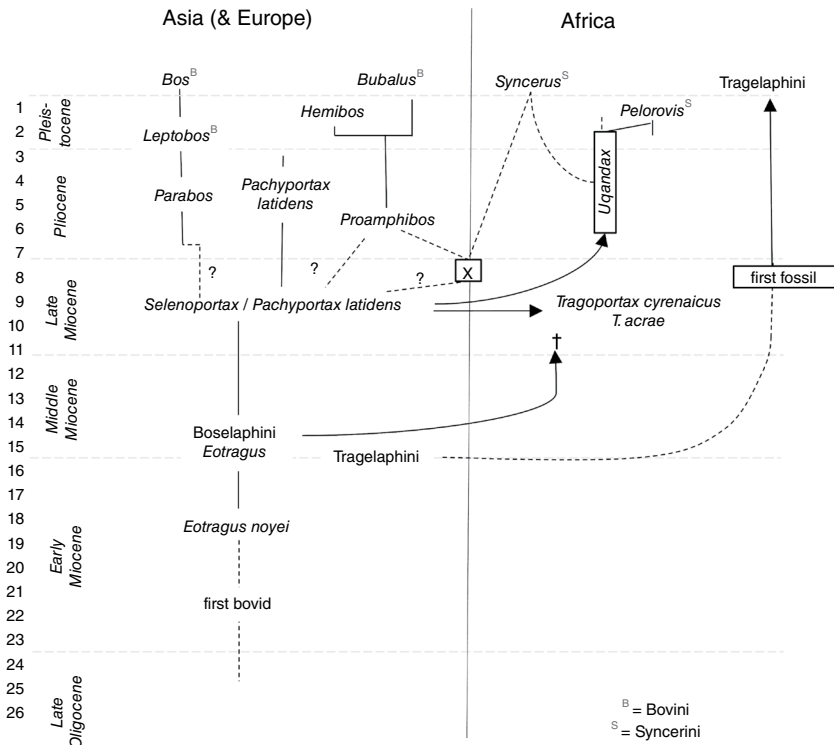 Asia (& Europe)
Africa
Bos^B
Bubalus^B
Syncerus^S
Tragelaphini
1
Pleis-
tocene
Hemibos
Pelorovis^S
2
Leptobos^B
3
4
Pliocene
Parabos
Pachyportax
latidens
Uqandax
5
6
Proamphibos
7
8
Late
Miocene
?
?
?
X
first fossil
9
Selenoportax / Pachyportax latidens
Tragoportax cyrenaicus
T. acrae
10
11
†
12
Middle
Miocene
13
14
Boselaphini
Eotragus
15
Tragelaphini
16
17
18
Early
Miocene
Eotragus noyei
19
20
21
first bovid
22
23
24
Late
Oligocene
25
26
B = Bovini
S = Syncerini